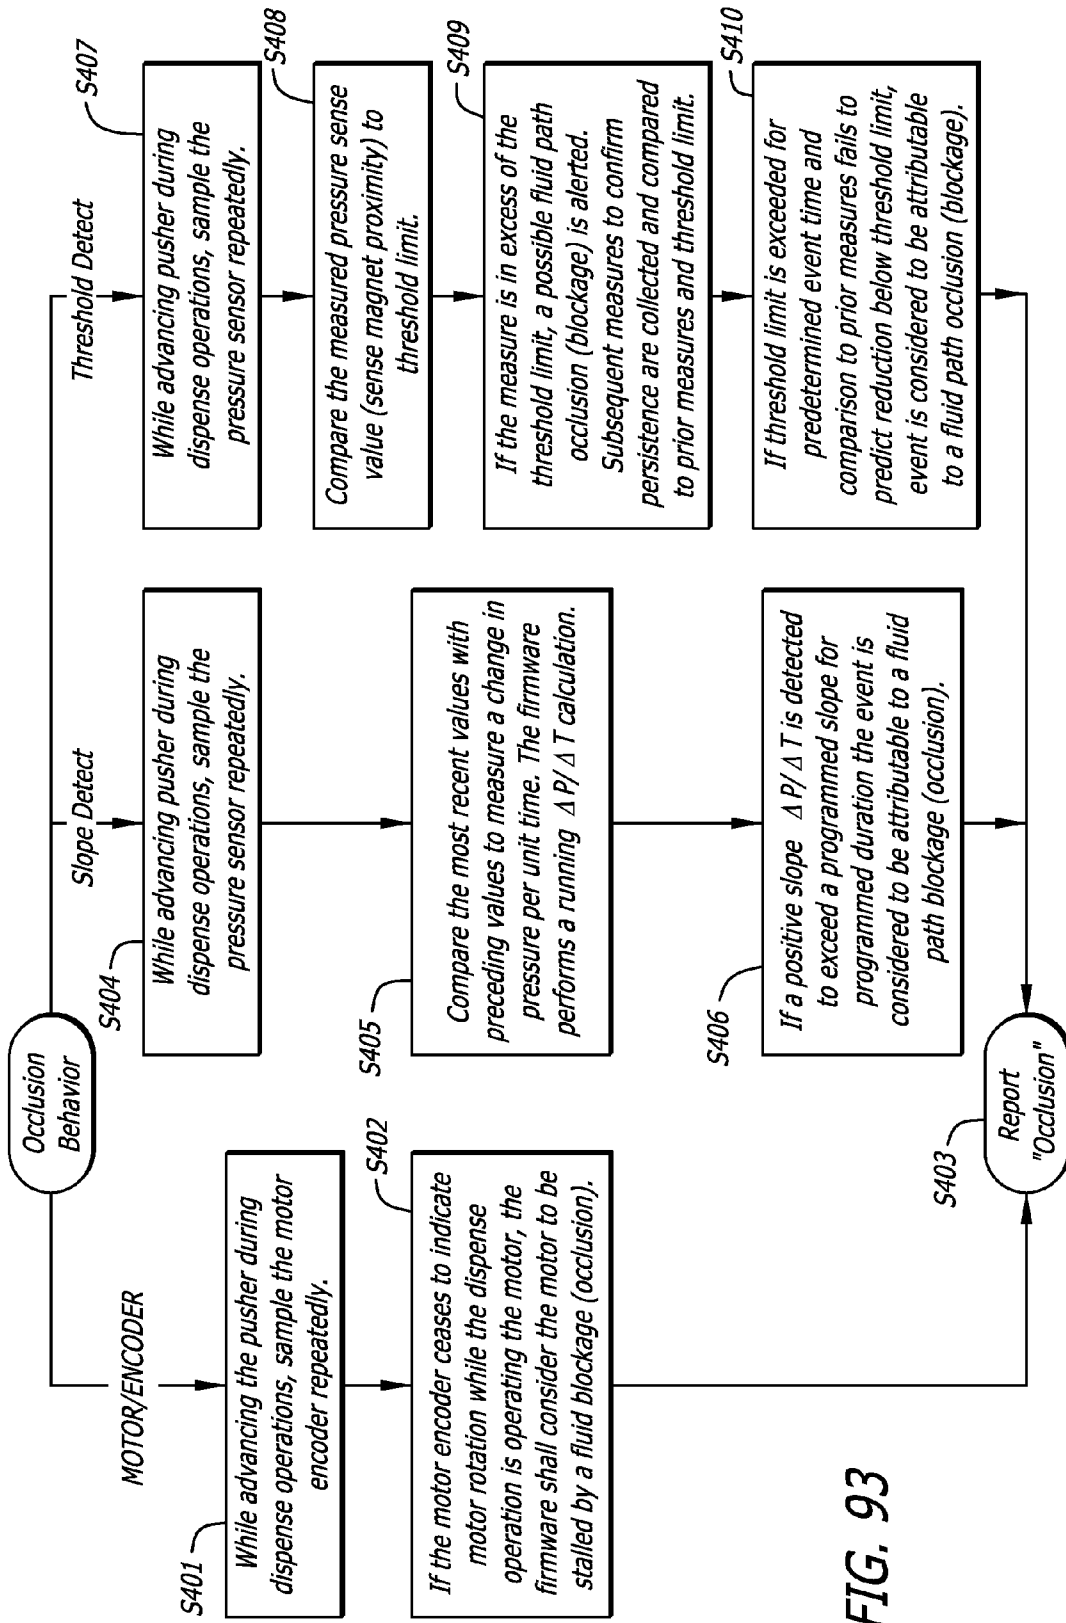 Occlusion
Behavior
MOTOR/ENCODER
S401
While advancing the pusher during
dispense operations, sample the motor
encoder repeatedly.
S402
If the motor encoder ceases to indicate
motor rotation while the dispense
operation is operating the motor, the
firmware shall consider the motor to be
stalled by a fluid blockage (occlusion).
Slope Detect
S404
While advancing pusher during
dispense operations, sample the
pressure sensor repeatedly.
S405
Compare the most recent values with
preceding values to measure a change in
pressure per unit time. The firmware
performs a running Δ P/ Δ T calculation.
S406
If a positive slope Δ P/ Δ T is detected
to exceed a programmed slope for
programmed duration the event is
considered to be attributable to a fluid
path blockage (occlusion).
Threshold Detect
S407
While advancing pusher during
dispense operations, sample the
pressure sensor repeatedly.
S408
Compare the measured pressure sense
value (sense magnet proximity) to
threshold limit.
S409
If the measure is in excess of the
threshold limit, a possible fluid path
occlusion (blockage) is alerted.
Subsequent measures to confirm
persistence are collected and compared
to prior measures and threshold limit.
S410
If threshold limit is exceeded for
predetermined event time and
comparison to prior measures fails to
predict reduction below threshold limit,
event is considered to be attributable
to a fluid path occlusion (blockage).
S403
Report
"Occlusion"
FIG. 93